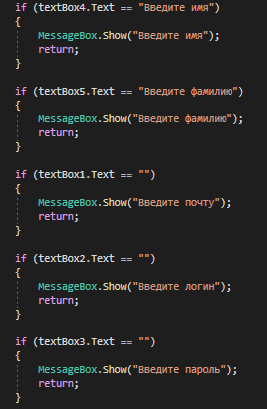 if (textBox4.Text == "Введите имя")
{
MessageBox.Show("Введите имя");
return;
}
if (textBox5.Text == "Введите фамилию")
{
MessageBox.Show("Введите фамилию");
return;
}
if (textBox1.Text == "")
{
MessageBox.Show("Введите почту");
return;
}
if (textBox2.Text == "")
{
MessageBox.Show("Введите логин");
return;
}
if (textBox3.Text == "")
{
MessageBox.Show("Введите пароль");
return;
}